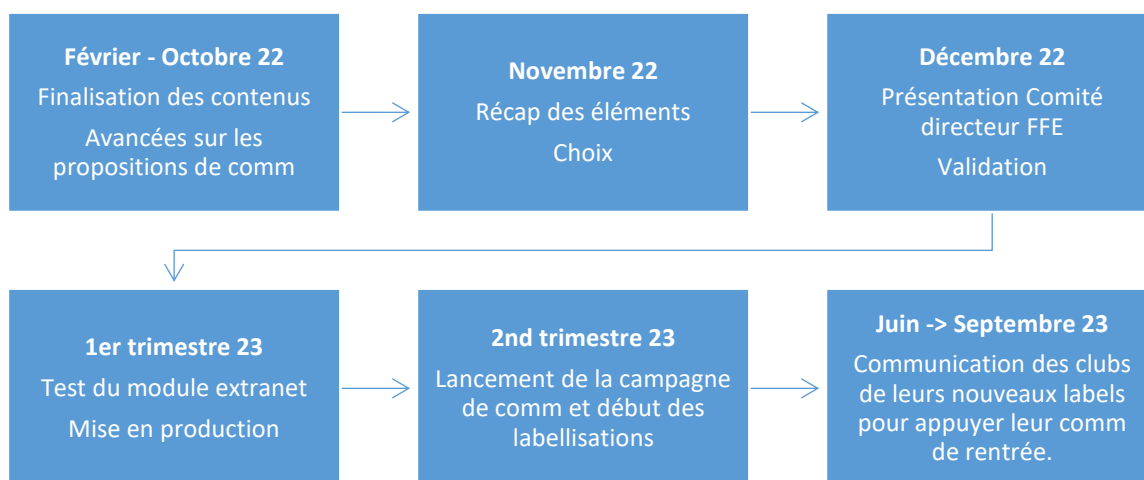 Février - Octobre 22
Finalisation des contenus
Avancées sur les
propositions de comm
Novembre 22
Récap des éléments
Choix
Décembre 22
Présentation Comité
directeur FFE
Validation
1er trimestre 23
Test du module extranet
Mise en production
2nd trimestre 23
Lancement de la campagne
de comm et début des
labellisations
Juin -> Septembre 23
Communication des clubs
de leurs nouveaux labels
pour appuyer leur comm
de rentrée.